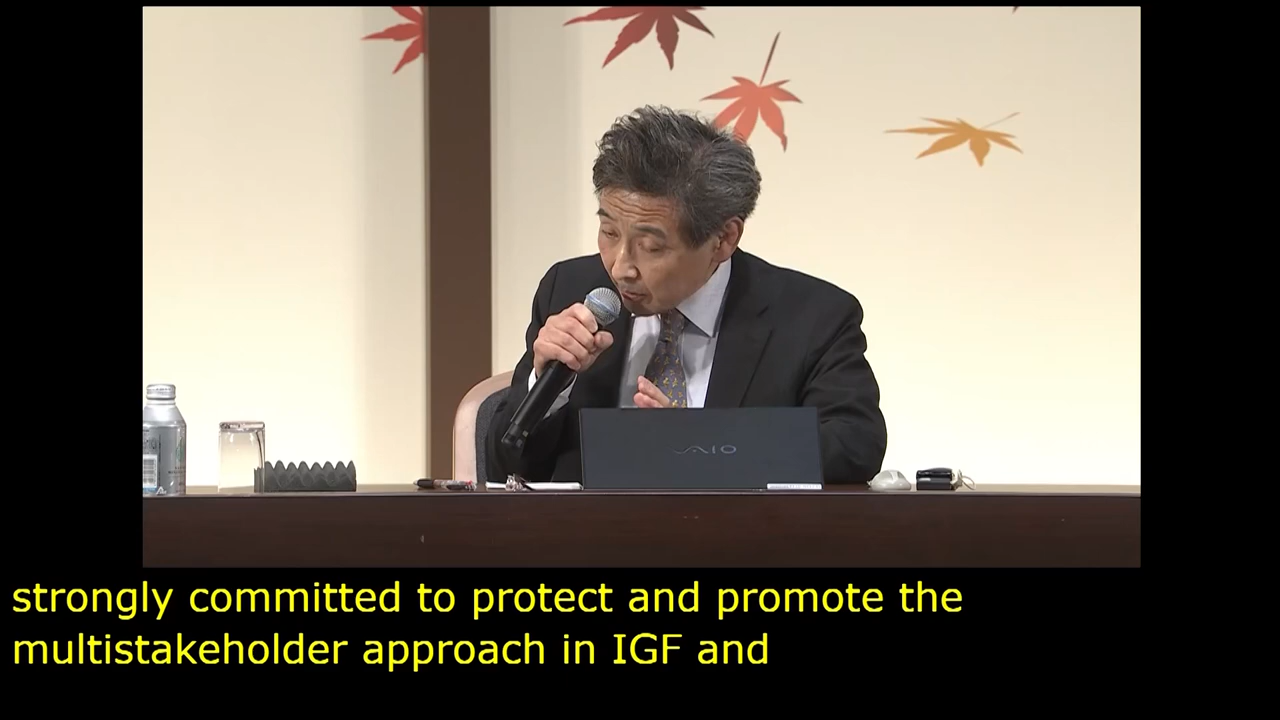 VAIO
strongly committed to protect and promote the
multistakeholder approach in IGF and